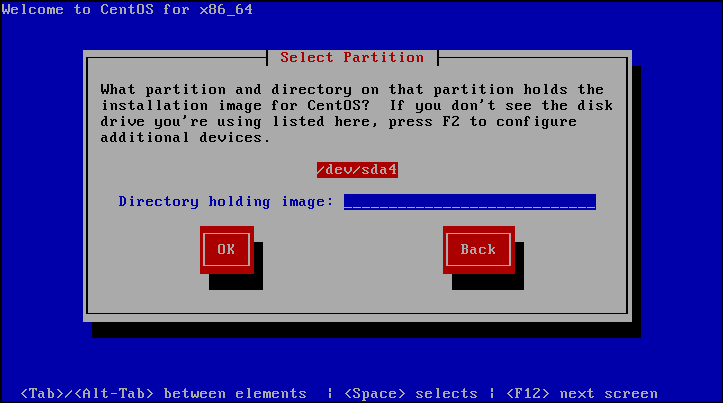 Welcome to CentOS for x86_64
Select Partition
What partition and directory on that partition holds the
installation image for CentOS?  If you don't see the disk
drive you're using listed here, press F2 to configure
additional devices.
/dev/sda4
Directory holding image: ____________________________
OK
Back
<Tab>/<Alt-Tab> between elements  | <Space> selects | <F12> next screen